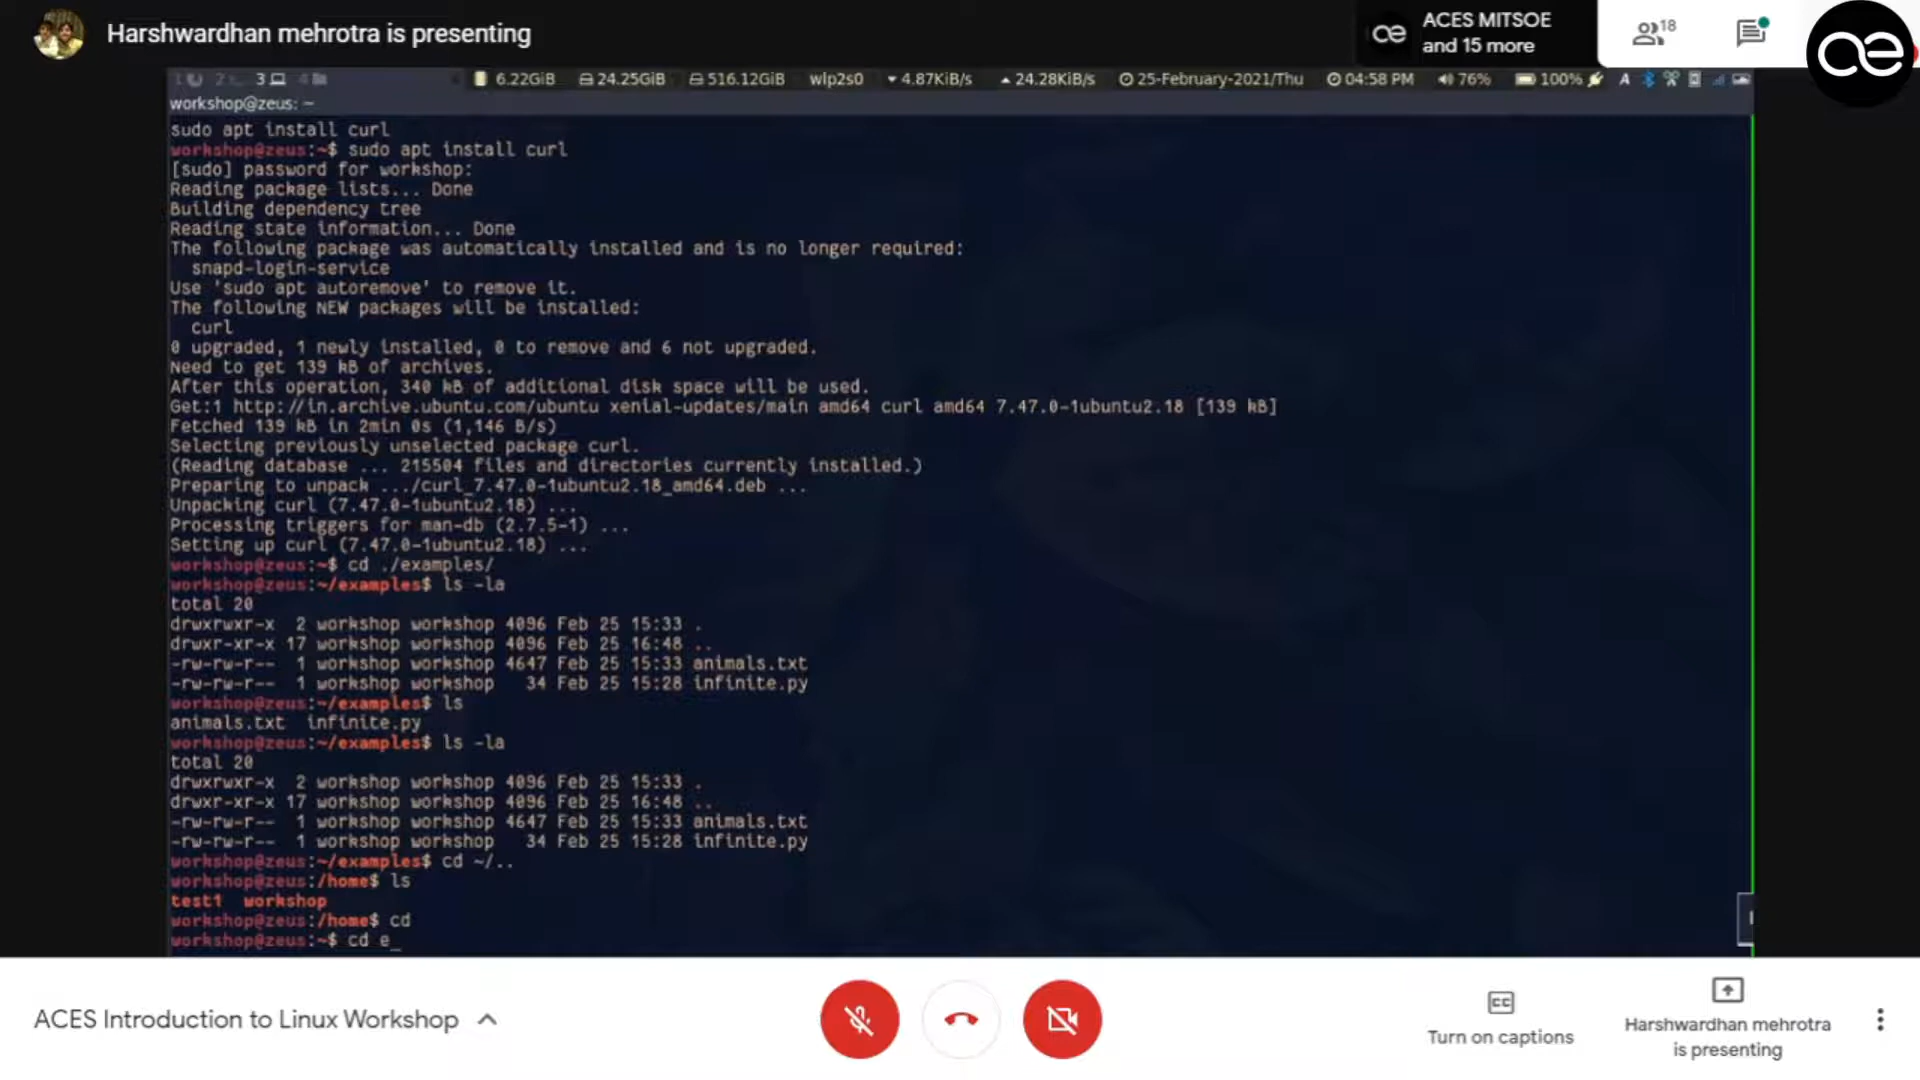 Harshwardhan mehrotra is presenting
ACES MITSOE
and 15 more
18
3
6.22GiB 24.25GiB 516.12GiB wlp2s0 4.87KiB/s 24.28KiB/s 25-February-2021/Thu 04:58 PM 76% 100% A
workshop@zeus: ~
sudo apt install curl
workshop@zeus:~$ sudo apt install curl
[sudo] password for workshop:
Reading package lists... Done
Building dependency tree
Reading state information... Done
The following package was automatically installed and is no longer required:
snapd-login-service
Use 'sudo apt autoremove' to remove it.
The following NEW packages will be installed:
curl
0 upgraded, 1 newly installed, 0 to remove and 6 not upgraded.
Need to get 139 kB of archives.
After this operation, 340 kB of additional disk space will be used.
Get:1 http://in.archive.ubuntu.com/ubuntu xenial-updates/main amd64 curl amd64 7.47.0-1ubuntu2.18 [139 kB]
Fetched 139 kB in 2min 0s (1,146 B/s)
Selecting previously unselected package curl.
(Reading database ... 215504 files and directories currently installed.)
Preparing to unpack .../curl_7.47.0-1ubuntu2.18_amd64.deb ...
Unpacking curl (7.47.0-1ubuntu2.18) ...
Processing triggers for man-db (2.7.5-1) ...
Setting up curl (7.47.0-1ubuntu2.18) ...
workshop@zeus:~$ cd ./examples/
workshop@zeus:~/examples$ ls -la
total 20
drwxrwxr-x 2 workshop workshop 4096 Feb 25 15:33 .
drwxr-xr-x 17 workshop workshop 4096 Feb 25 16:48 ..
-rw-rw-r-- 1 workshop workshop 4647 Feb 25 15:33 animals.txt
-rw-rw-r-- 1 workshop workshop 34 Feb 25 15:28 infinite.py
workshop@zeus:~/examples$ ls
animals.txt infinite.py
workshop@zeus:~/examples$ ls -la
total 20
drwxrwxr-x 2 workshop workshop 4096 Feb 25 15:33 .
drwxr-xr-x 17 workshop workshop 4096 Feb 25 16:48 ..
-rw-rw-r-- 1 workshop workshop 4647 Feb 25 15:33 animals.txt
-rw-rw-r-- 1 workshop workshop 34 Feb 25 15:28 infinite.py
workshop@zeus:~/examples$ cd ~/..
workshop@zeus:/home$ ls
test1 workshop
workshop@zeus:/home$ cd
workshop@zeus:~$ cd e_
ACES Introduction to Linux Workshop
CC
Turn on captions
Harshwardhan mehrotra
is presenting